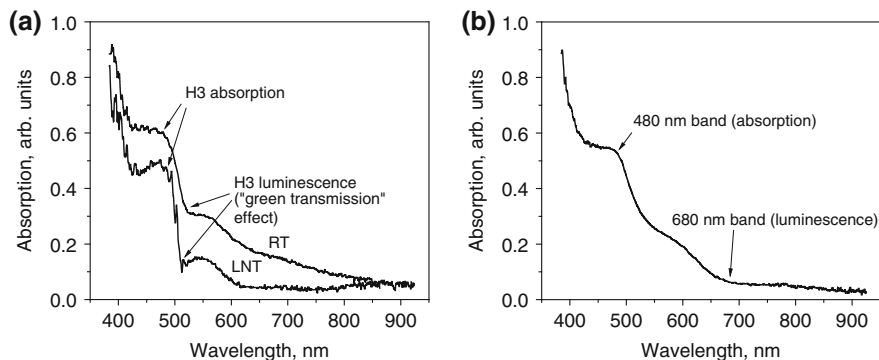 (a)
1.0
0.8
0.6
0.4
0.2
0.0
Absorption, arb. units
H3 absorption
H3 luminescence
("green transmission"
effect)
RT
LNT
400 500 600 700 800 900
Wavelength, nm
(b)
1.0
0.8
0.6
0.4
0.2
0.0
Absorption, arb. units
480 nm band (absorption)
680 nm band (luminescence)
400 500 600 700 800 900
Wavelength, nm